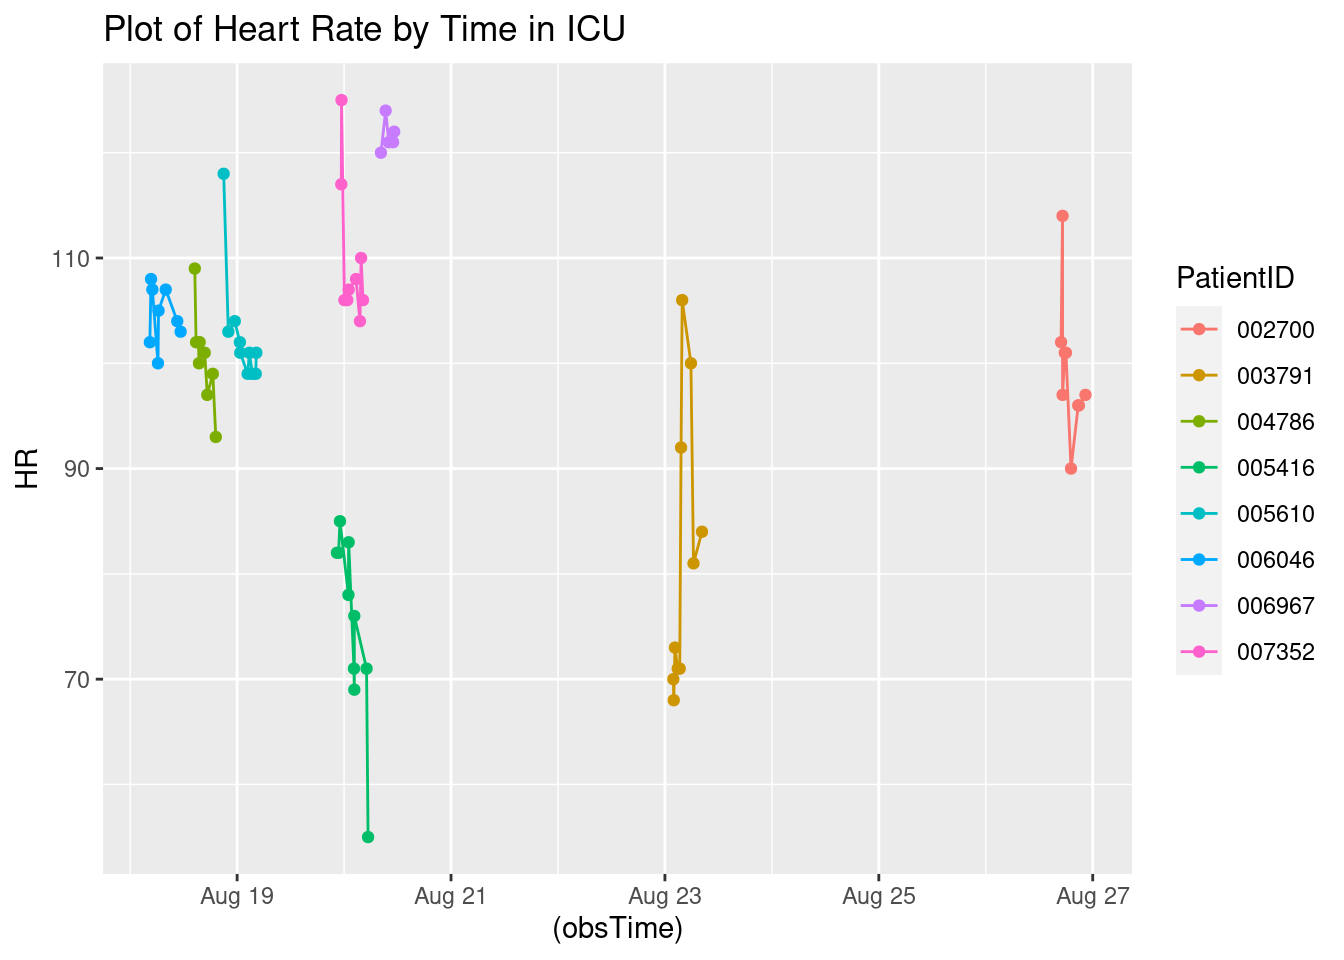 Plot of Heart Rate by Time in ICU
HR
110
90
70
Aug 19
Aug 21
Aug 23
Aug 25
Aug 27
(obsTime)
PatientID
002700
003791
004786
005416
005610
006046
006967
007352